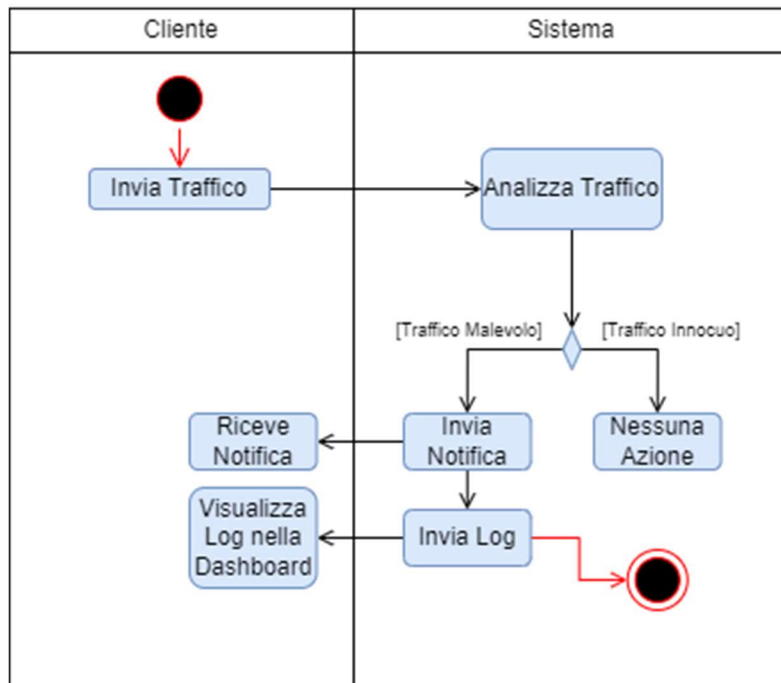 Cliente
Sistema
Invia Traffico
Analizza Traffico
[Traffico Malevolo]
[Traffico Innocuo]
Riceve
Notifica
Invia
Notifica
Nessuna
Azione
Visualizza
Log nella
Dashboard
Invia Log